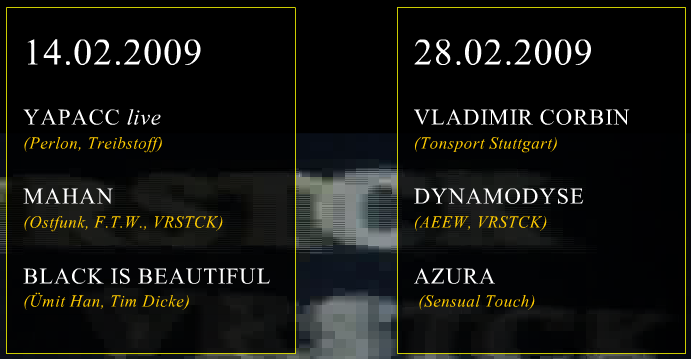 14.02.2009
YAPACC live
(Perlon, Treibstoff)
MAHAN
(Ostfunk, F.T.W., VRSTCK)
BLACK IS BEAUTIFUL
(Ümit Han, Tim Dicke)
28.02.2009
VLADIMIR CORBIN
(Tonsport Stuttgart)
DYNAMODYSE
(AEEW, VRSTCK)
AZURA
(Sensual Touch)